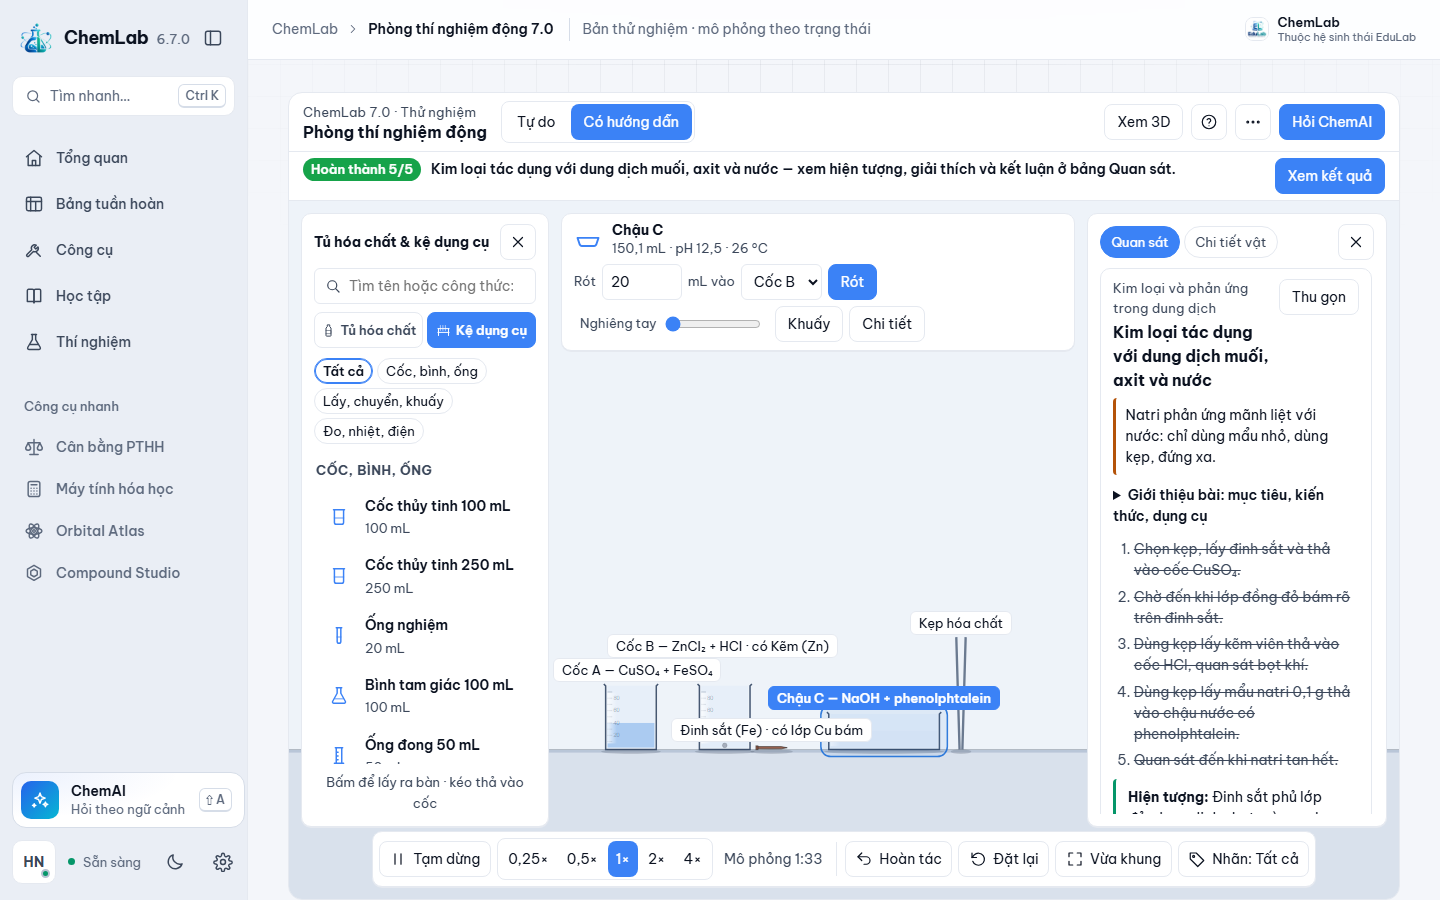 ChemLab 6.7.0
Tìm nhanh... Ctrl K
Tổng quan
Bảng tuần hoàn
Công cụ
Học tập
Thí nghiệm
Công cụ nhanh
Cân bằng PTHH
Máy tính hóa học
Orbital Atlas
Compound Studio
ChemAI
Hỏi theo ngữ cảnh
⇧A
HN
Sẵn sàng
ChemLab > Phòng thí nghiệm động 7.0 Bản thử nghiệm · mô phỏng theo trạng thái
ChemLab
Thuộc hệ sinh thái EduLab
ChemLab 7.0 · Thử nghiệm
Phòng thí nghiệm động
Tự do Có hướng dẫn
Xem 3D
Hỏi ChemAI
Hoàn thành 5/5 Kim loại tác dụng với dung dịch muối, axit và nước — xem hiện tượng, giải thích và kết luận ở bảng Quan sát.
Xem kết quả
Tủ hóa chất & kệ dụng cụ
Tìm tên hoặc công thức:
Tủ hóa chất Kệ dụng cụ
Tất cả Cốc, bình, ống
Lấy, chuyển, khuấy
Đo, nhiệt, điện
CỐC, BÌNH, ỐNG
Cốc thủy tinh 100 mL
100 mL
Cốc thủy tinh 250 mL
250 mL
Ống nghiệm
20 mL
Bình tam giác 100 mL
100 mL
Ống đong 50 mL
Bấm để lấy ra bàn · kéo thả vào
cốc
Chậu C
150,1 mL · pH 12,5 · 26 °C
Rót 20 mL vào Cốc B Rót
Nghiêng tay Khuấy Chi tiết
Kẹp hóa chất
Cốc B — ZnCl₂ + HCl · có Kẽm (Zn)
Cốc A — CuSO₄ + FeSO₄
Chậu C — NaOH + phenolphtalein
Đinh sắt (Fe) · có lớp Cu bám
Quan sát Chi tiết vật
Kim loại và phản ứng
trong dung dịch
Thu gọn
Kim loại tác dụng
với dung dịch muối,
axit và nước
Natri phản ứng mãnh liệt với
nước: chỉ dùng mẩu nhỏ, dùng
kẹp, đứng xa.
Giới thiệu bài: mục tiêu, kiến
thức, dụng cụ
1. Chọn kẹp, lấy đinh sắt và thả
vào cốc CuSO₄.
2. Chờ đến khi lớp đồng đỏ bám rõ
trên đinh sắt.
3. Dùng kẹp lấy kẽm viên thả vào
cốc HCl, quan sát bọt khí.
4. Dùng kẹp lấy mẩu natri 0,1 g thả
vào chậu nước có
phenolphtalein.
5. Quan sát đến khi natri tan hết.
Hiện tượng: Đinh sắt phủ lớp
Tạm dừng
0,25× 0,5× 1× 2× 4×
Mô phỏng 1:33
Hoàn tác
Đặt lại
Vừa khung
Nhãn: Tất cả